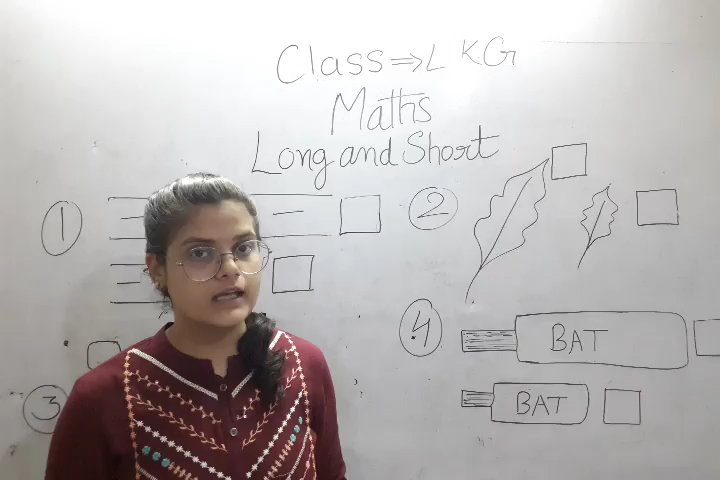 Class ⇒ LKG
Maths
Long and Short
1
2
3
.4
BAT
BAT